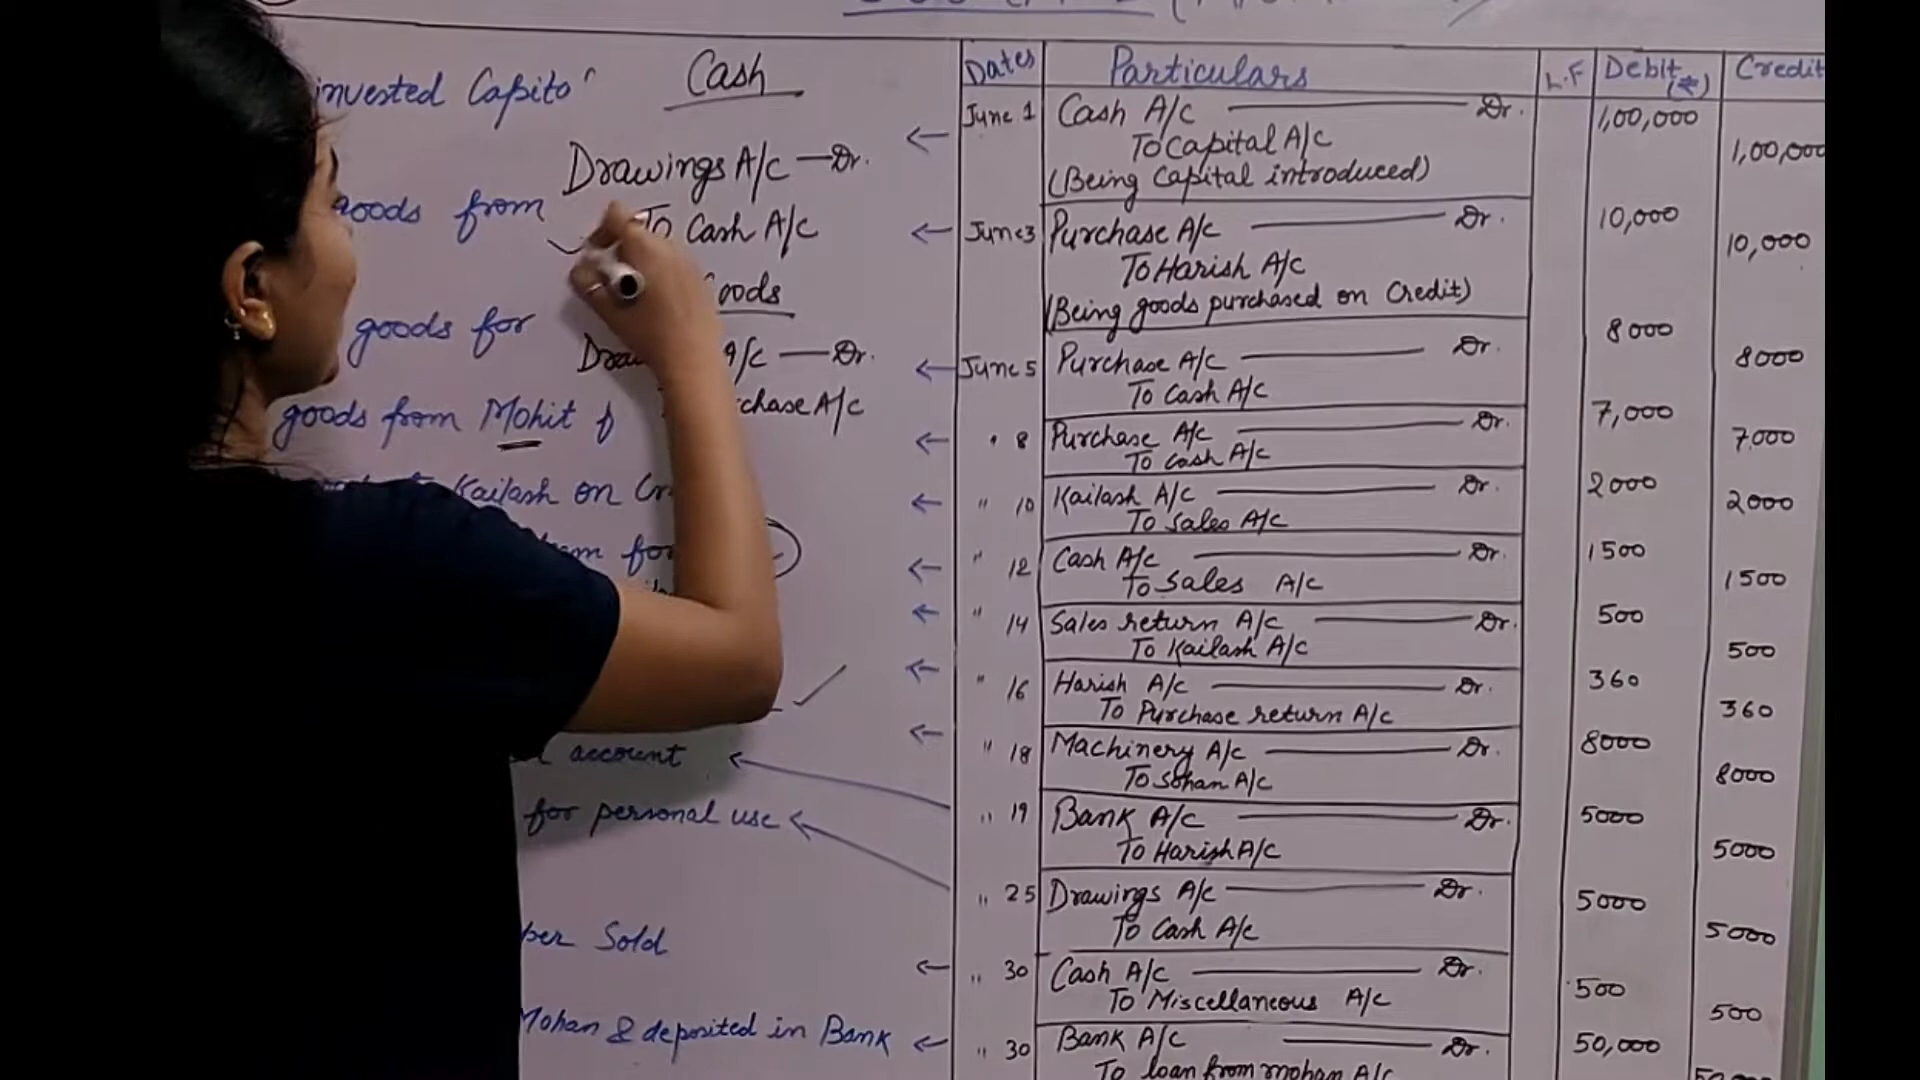 invested
Cash
Drawings A/c — Dr.
goods from
To Cash A/c
goods for
A/c — Dr.
goods from Mohit
A/c
Kailash on
account
for personal use
Sold
Mohan & deposited in Bank
Dates Particulars L.F Debit (₹) Credit
June 1 Cash A/c — Dr. 1,00,000
To Capital A/c 1,00,000
(Being Capital introduced)
June 3 Purchase A/c — Dr. 10,000
To Harish A/c 10,000
(Being goods purchased on Credit)
June 5 Purchase A/c — Dr. 8000
To Cash A/c 8000
" 8 Purchase A/c — Dr. 7,000
To Cash A/c 7000
" 10 Kailash A/c — Dr. 2000
To Sales A/c 2000
" 12 Cash A/c — Dr. 1500
To Sales A/c 1500
" 14 Sales return A/c — Dr. 500
To Kailash A/c 500
" 16 Harish A/c — Dr. 360
To Purchase return A/c 360
" 18 Machinery A/c — Dr. 8000
To Sohan A/c 8000
" 19 Bank A/c — Dr. 5000
To Harish A/c 5000
" 25 Drawings A/c — Dr. 5000
To Cash A/c 5000
" 30 Cash A/c — Dr. 500
To Miscellaneous A/c 500
" 30 Bank A/c — Dr. 50,000
To loan from mohan A/c